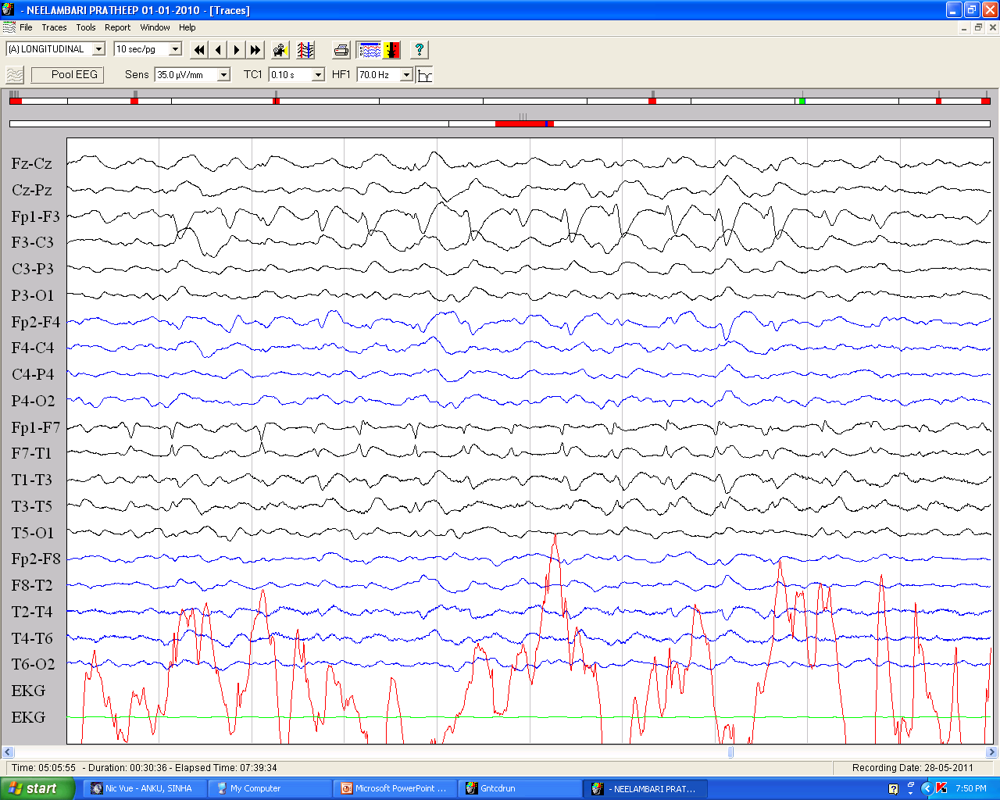 - NEELAMBARI PRATHEEP 01-01-2010 - [Traces]
File Traces Tools Report Window Help
(A) LONGITUDINAL 10 sec/pg
Pool EEG Sens 35.0 µV/mm TC1 0.10 s HF1 70.0 Hz
Fz-Cz
Cz-Pz
Fp1-F3
F3-C3
C3-P3
P3-O1
Fp2-F4
F4-C4
C4-P4
P4-O2
Fp1-F7
F7-T1
T1-T3
T3-T5
T5-O1
Fp2-F8
F8-T2
T2-T4
T4-T6
T6-O2
EKG
EKG
Time: 05:05:55 - Duration: 00:30:36 - Elapsed Time: 07:39:34 Recording Date: 28-05-2011
start Nic Vue - ANKU, SINHA My Computer Microsoft PowerPoint ... Gntcdrun - NEELAMBARI PRAT... 7:50 PM